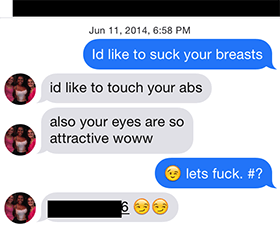 Jun 11, 2014, 6:58 PM
Id like to suck your breasts
id like to touch your abs
also your eyes are so
attractive woww
😉 lets fuck. #?
6 😏😏